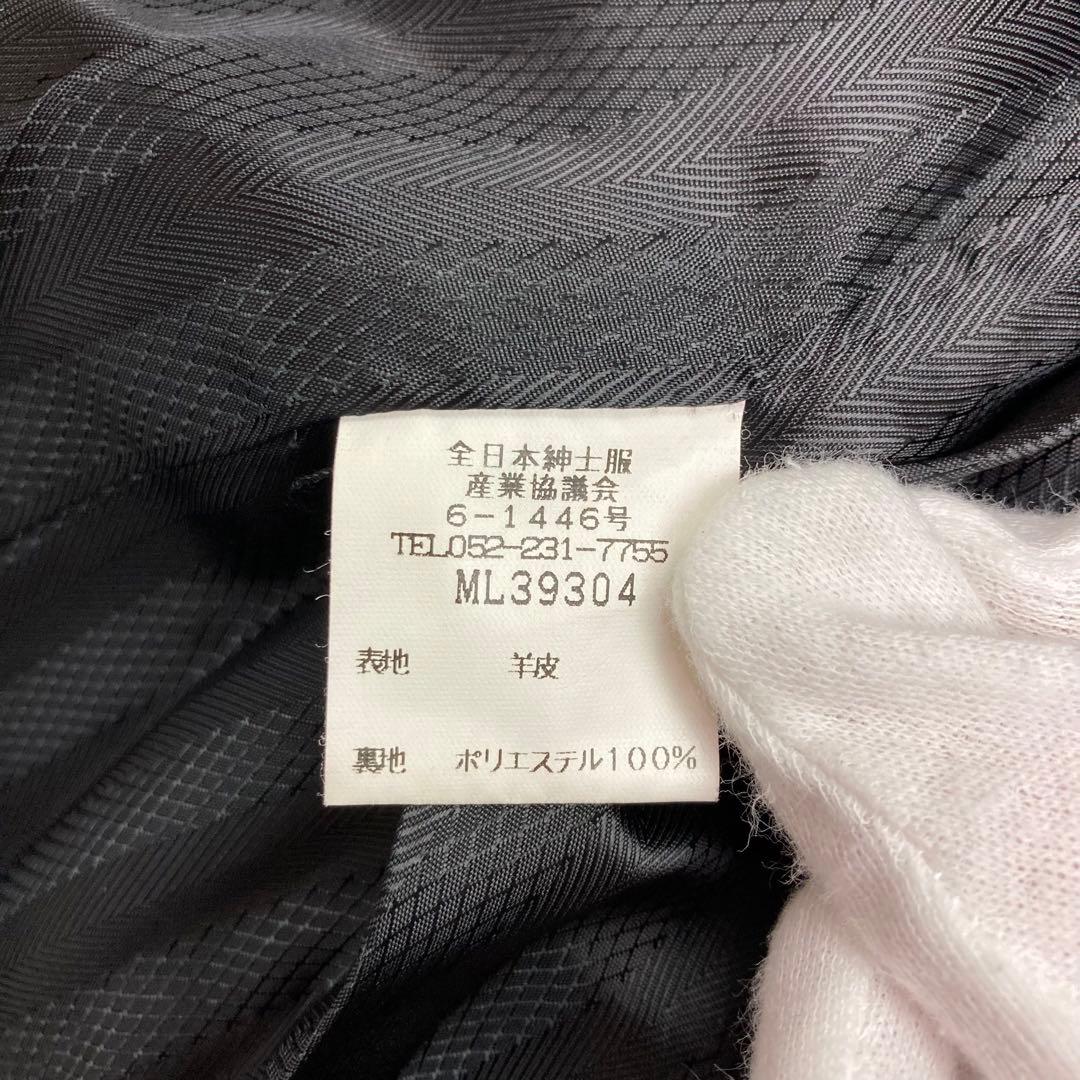 全日本紳士服
産業協議会
6-1446号
TEL052-231-7755
ML39304
表地 羊皮
裏地 ポリエステル100%